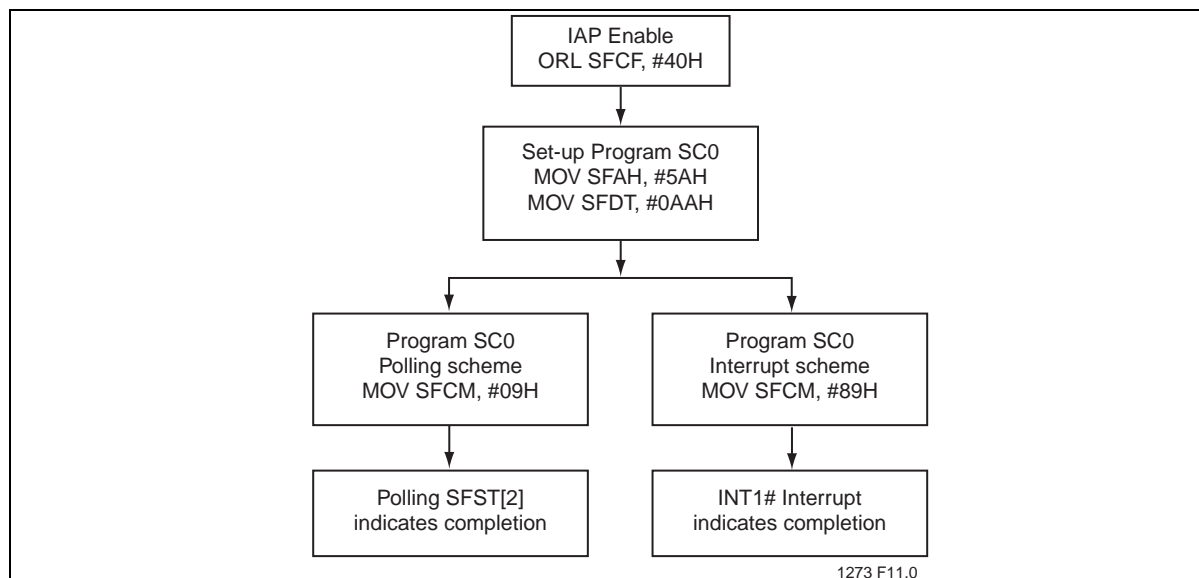 IAP Enable
ORL SFCF, #40H
Set-up Program SC0
MOV SFAH, #5AH
MOV SFDT, #0AAH
Program SC0
Polling scheme
MOV SFCM, #09H
Program SC0
Interrupt scheme
MOV SFCM, #89H
Polling SFST[2]
indicates completion
INT1# Interrupt
indicates completion
1273 F11.0